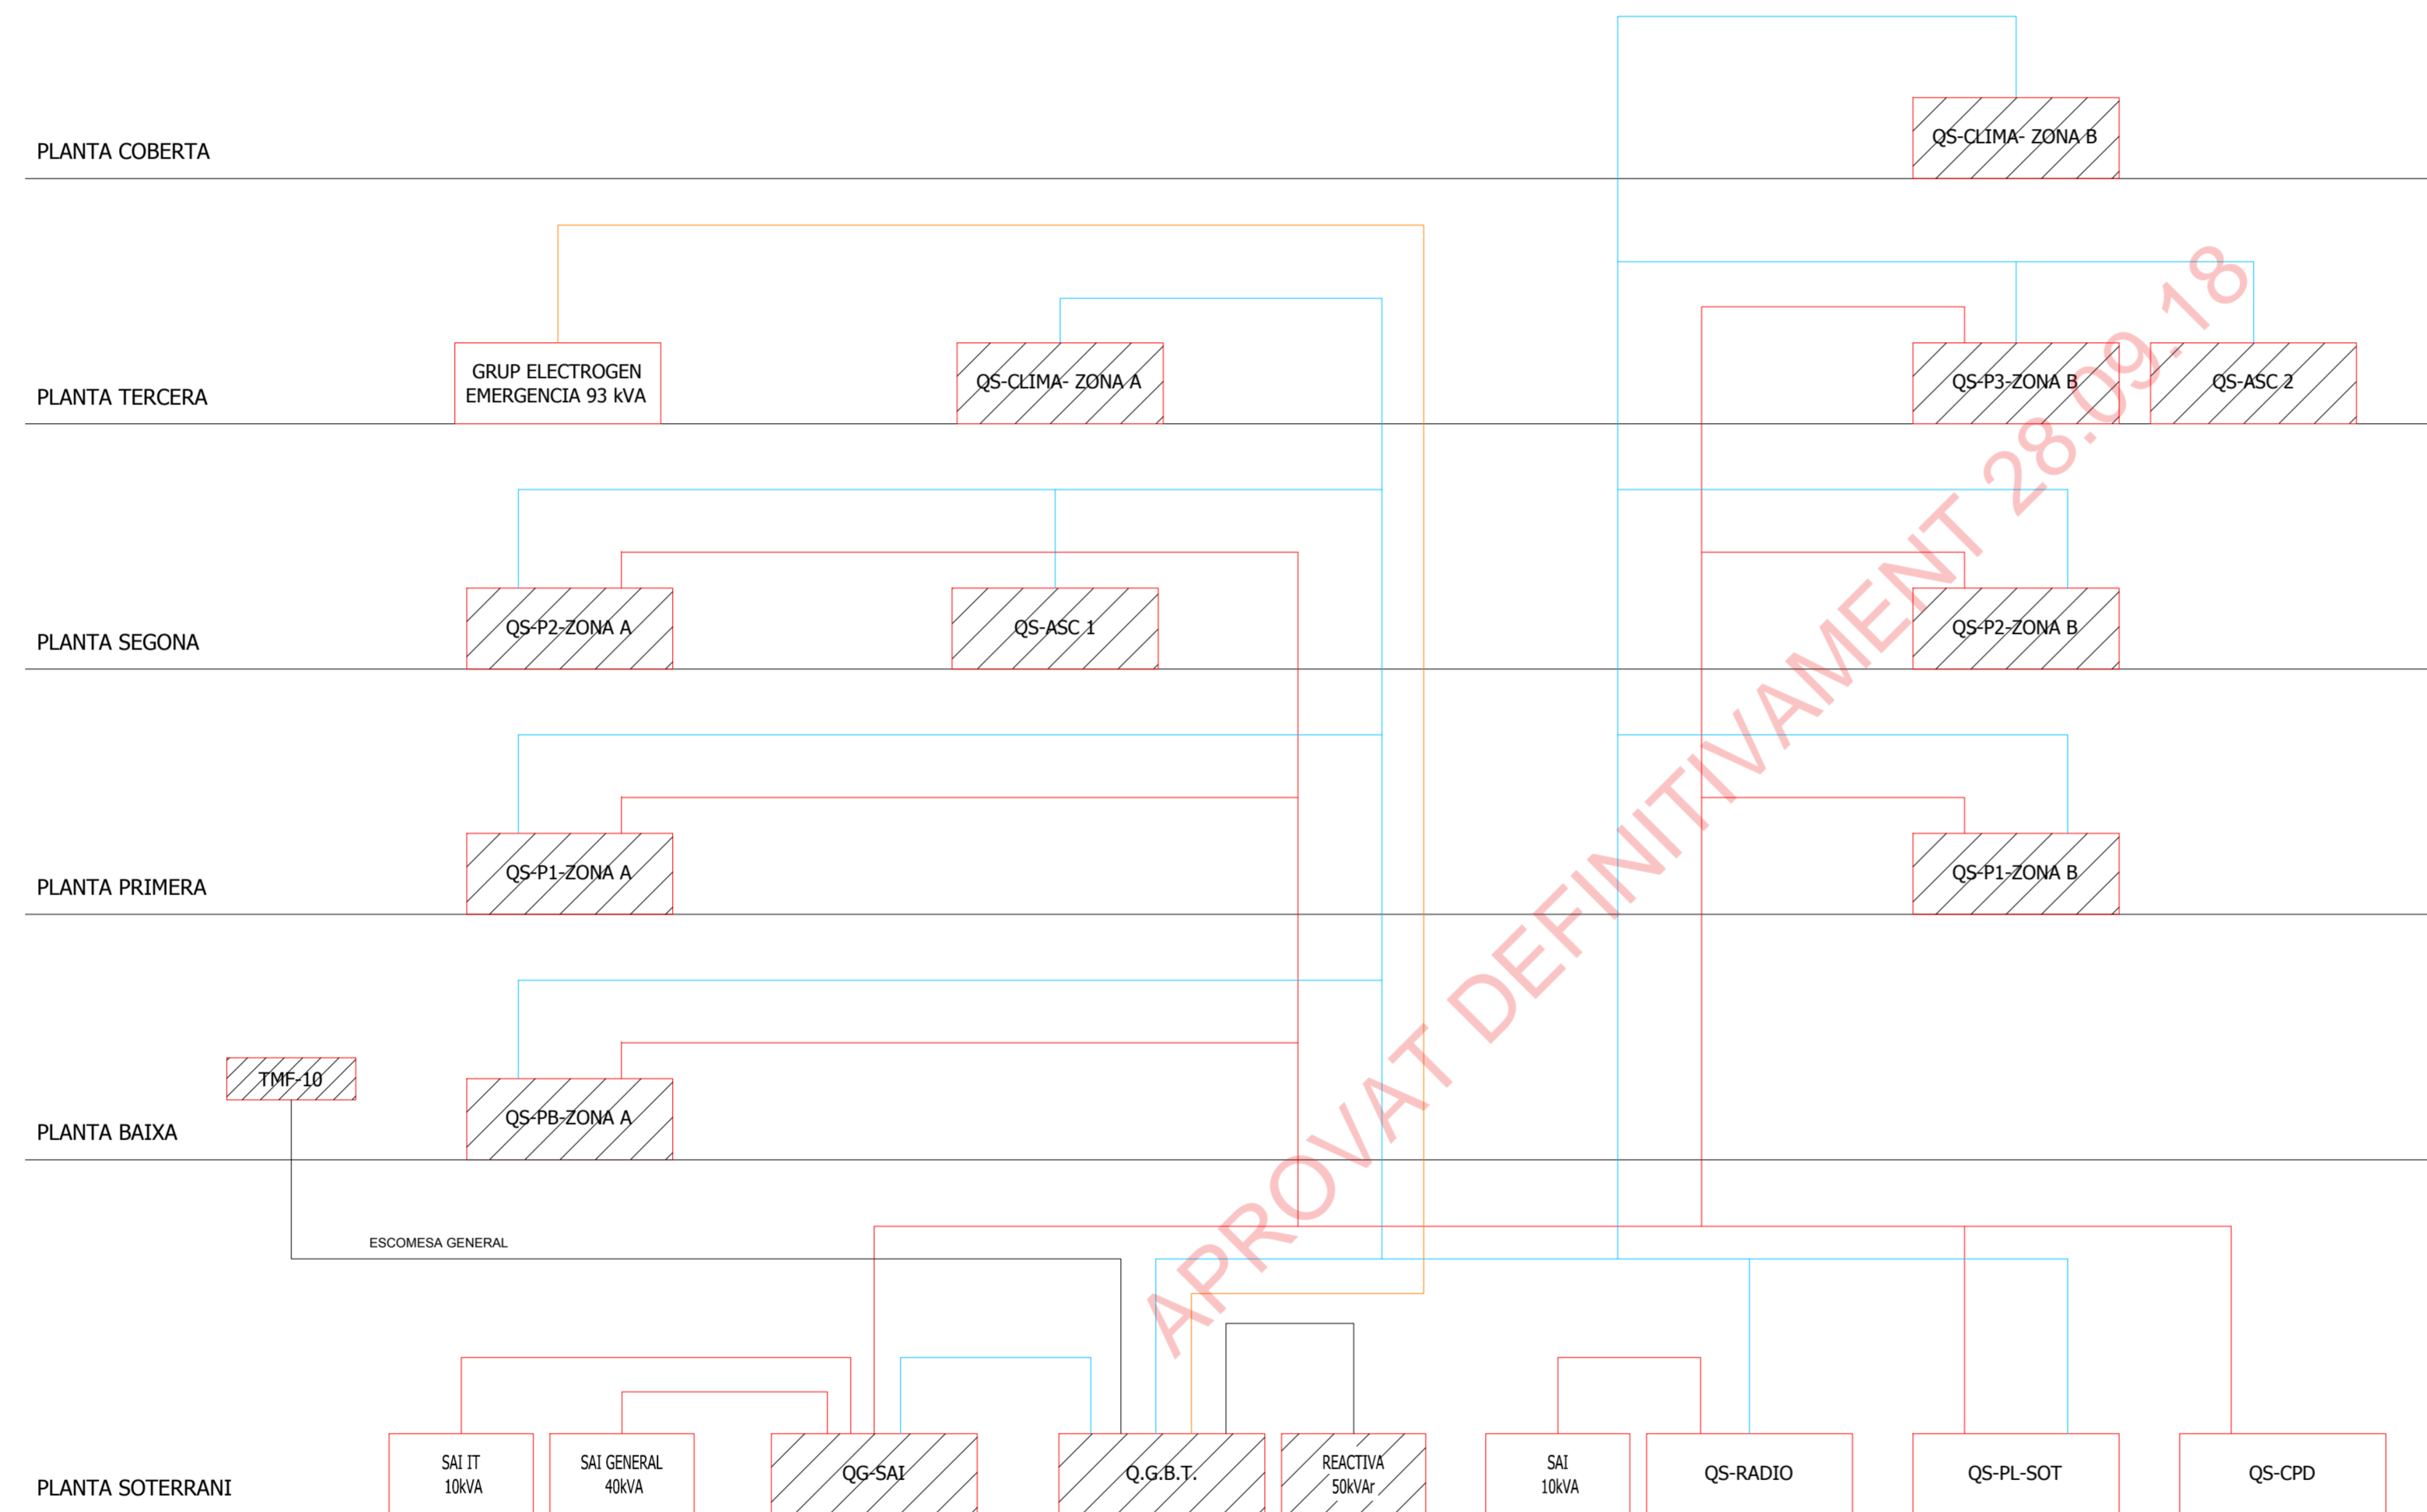 QS-CLIMA- ZONA B
PLANTA COBERTA
GRUP ELECTROGEN
EMERGENCIA 93 kVA
QS-CLIMA- ZONA A
QS-P3-ZONA B
QS-ASC 2
PLANTA TERCERA
QS-P2-ZONA A
QS-ASC 1
QS-P2-ZONA B
PLANTA SEGONA
QS-P1-ZONA A
QS-P1-ZONA B
PLANTA PRIMERA
TMF-10
QS-PB-ZONA A
PLANTA BAIXA
ESCOMESA GENERAL
APROVAT DEFINITIVAMENT 28.09.18
SAI IT
10kVA
SAI GENERAL
40kVA
QG-SAI
Q.G.B.T.
REACTIVA
50kVAr
SAI
10kVA
QS-RADIO
QS-PL-SOT
QS-CPD
PLANTA SOTERRANI